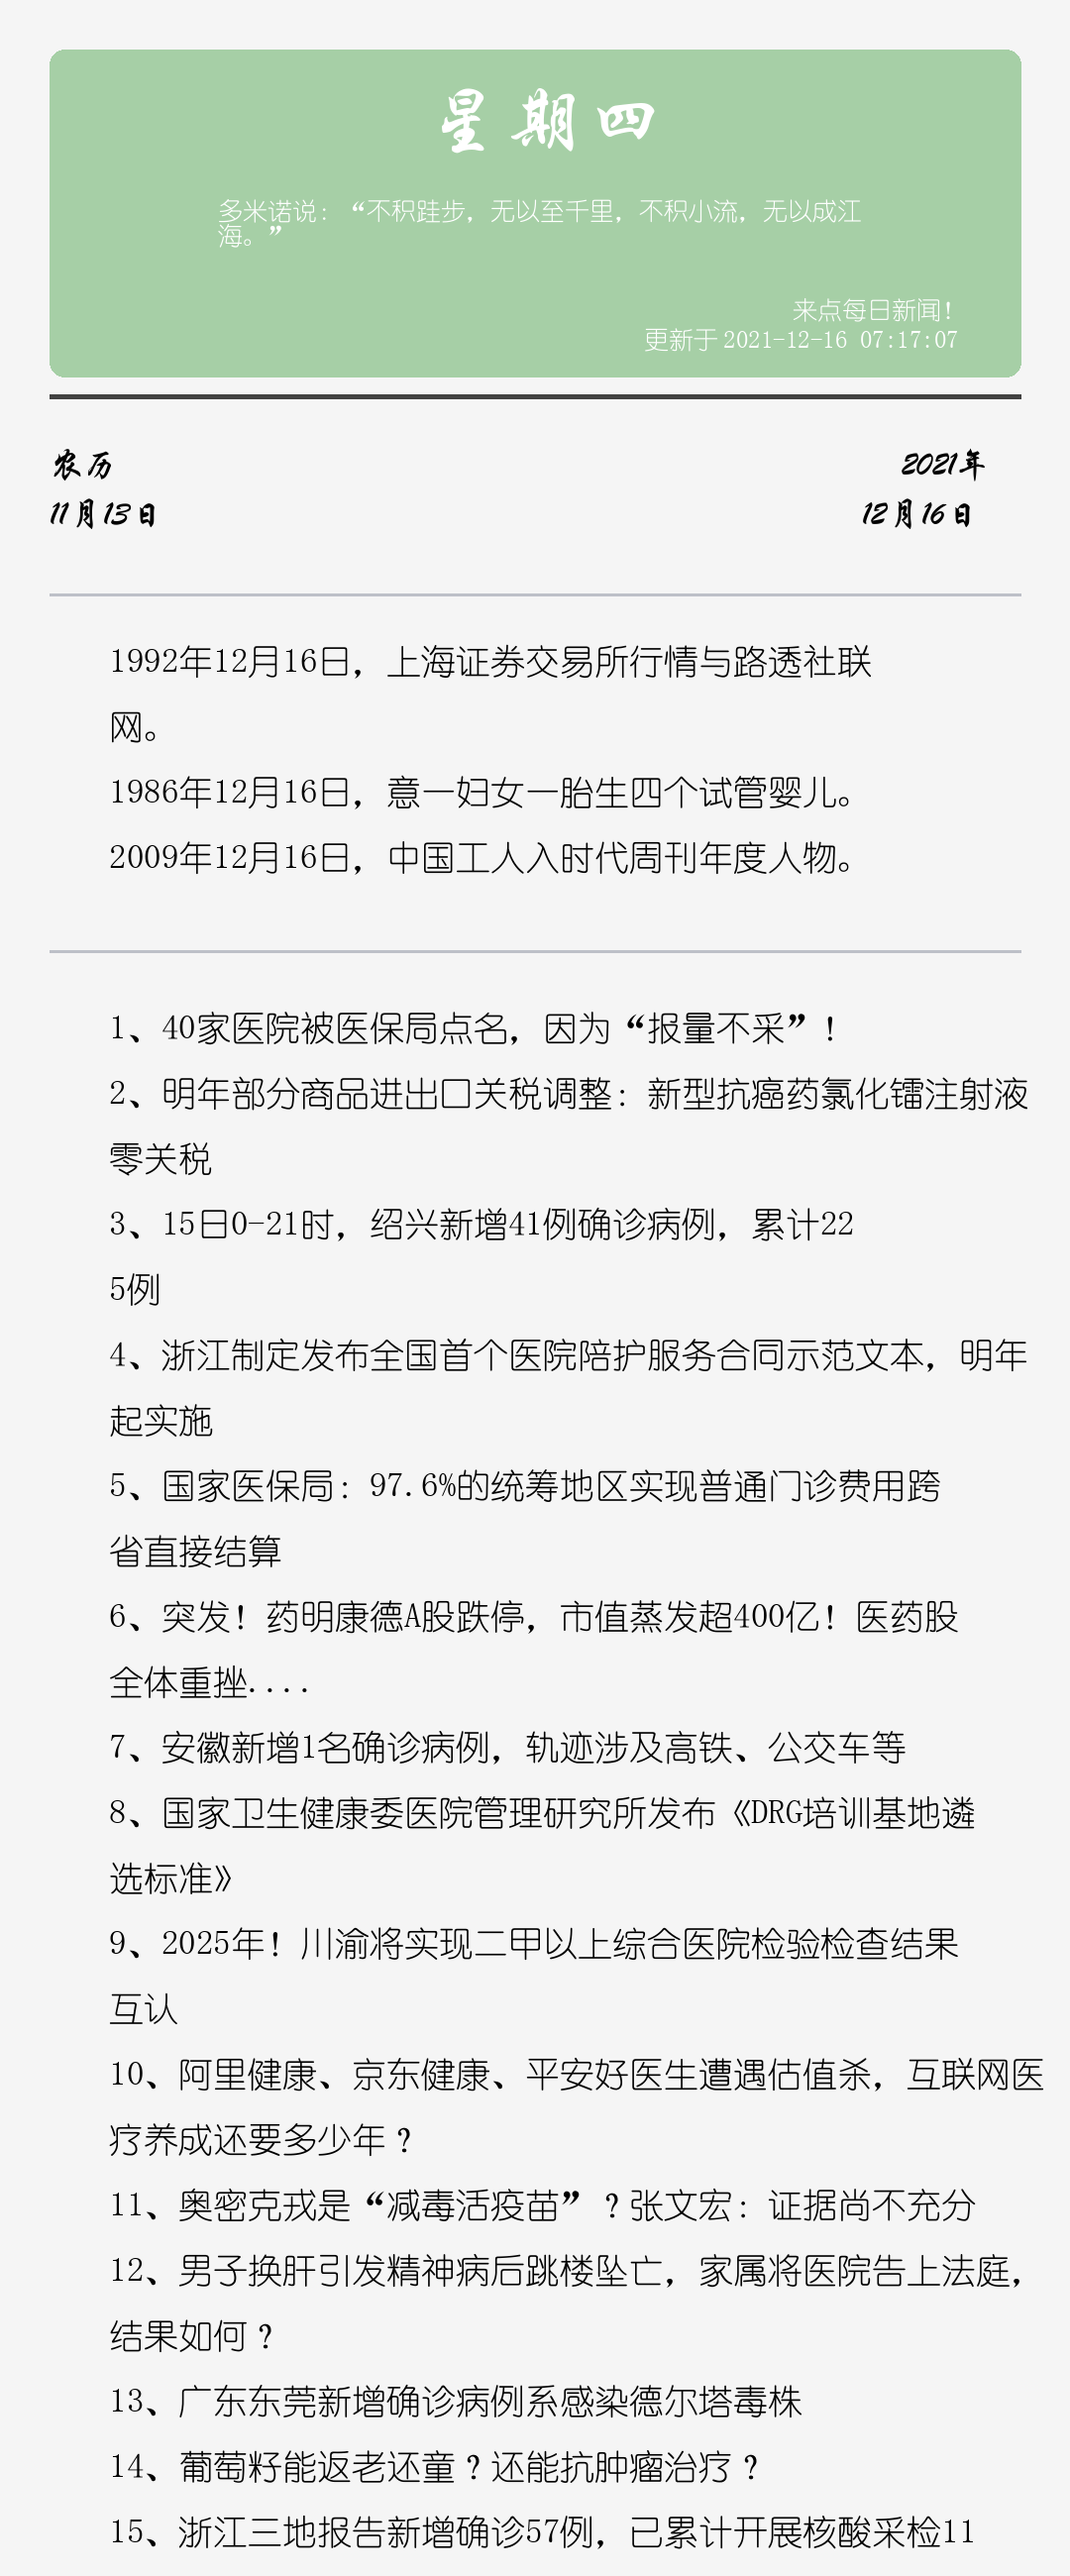 星期四
多米诺说：“不积跬步，无以至千里，不积小流，无以成江
海。”
来点每日新闻！
更新于 2021-12-16 07:17:07
农历
2021年
11月13日
12月16日
1992年12月16日，上海证券交易所行情与路透社联
网。
1986年12月16日，意一妇女一胎生四个试管婴儿。
2009年12月16日，中国工人入时代周刊年度人物。
1、40家医院被医保局点名，因为“报量不采”！
2、明年部分商品进出口关税调整：新型抗癌药氯化镭注射液
零关税
3、15日0-21时，绍兴新增41例确诊病例，累计22
5例
4、浙江制定发布全国首个医院陪护服务合同示范文本，明年
起实施
5、国家医保局：97.6%的统筹地区实现普通门诊费用跨
省直接结算
6、突发！药明康德A股跌停，市值蒸发超400亿！医药股
全体重挫....
7、安徽新增1名确诊病例，轨迹涉及高铁、公交车等
8、国家卫生健康委医院管理研究所发布《DRG培训基地遴
选标准》
9、2025年！川渝将实现二甲以上综合医院检验检查结果
互认
10、阿里健康、京东健康、平安好医生遭遇估值杀，互联网医
疗养成还要多少年？
11、奥密克戎是“减毒活疫苗”？张文宏：证据尚不充分
12、男子换肝引发精神病后跳楼坠亡，家属将医院告上法庭，
结果如何？
13、广东东莞新增确诊病例系感染德尔塔毒株
14、葡萄籽能返老还童？还能抗肿瘤治疗？
15、浙江三地报告新增确诊57例，已累计开展核酸采检11